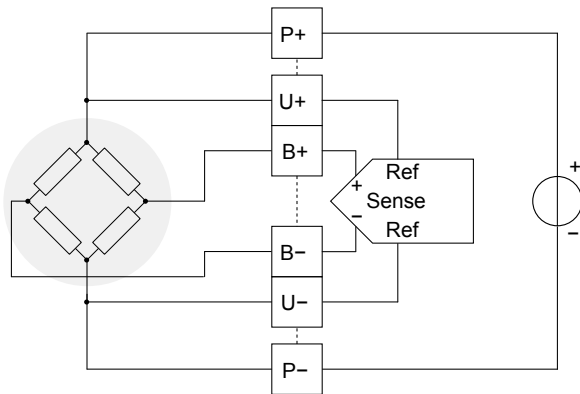 P+
U+
B+
+
Ref
Sense
−
Ref
+
−
B−
U−
P−